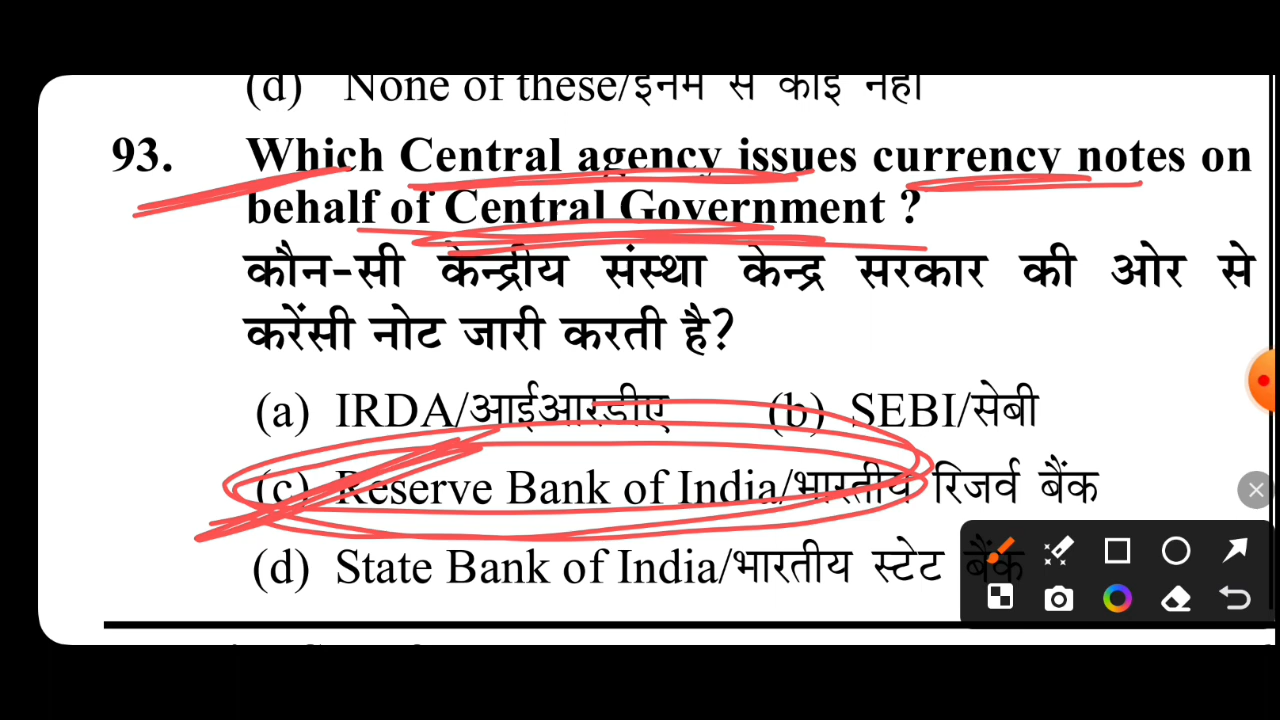 (d) None of these/इनमें से कोई नहीं
93. Which Central agency issues currency notes on
behalf of Central Government ?
कौन-सी केन्द्रीय संस्था केन्द्र सरकार की ओर से
करेंसी नोट जारी करती है?
(a) IRDA/आईआरडीए (b) SEBI/सेबी
(c) Reserve Bank of India/भारतीय रिजर्व बैंक
(d) State Bank of India/भारतीय स्टेट बैंक